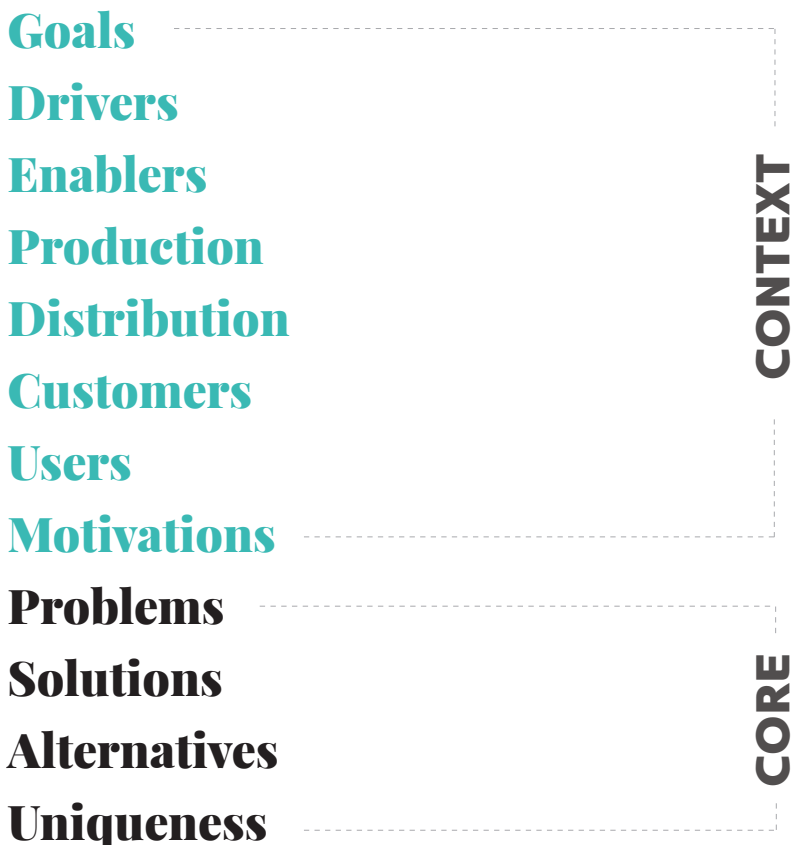 Goals
Drivers
Enablers
Production
Distribution
Customers
Users
Motivations
CONTEXT
Problems
Solutions
Alternatives
Uniqueness
CORE